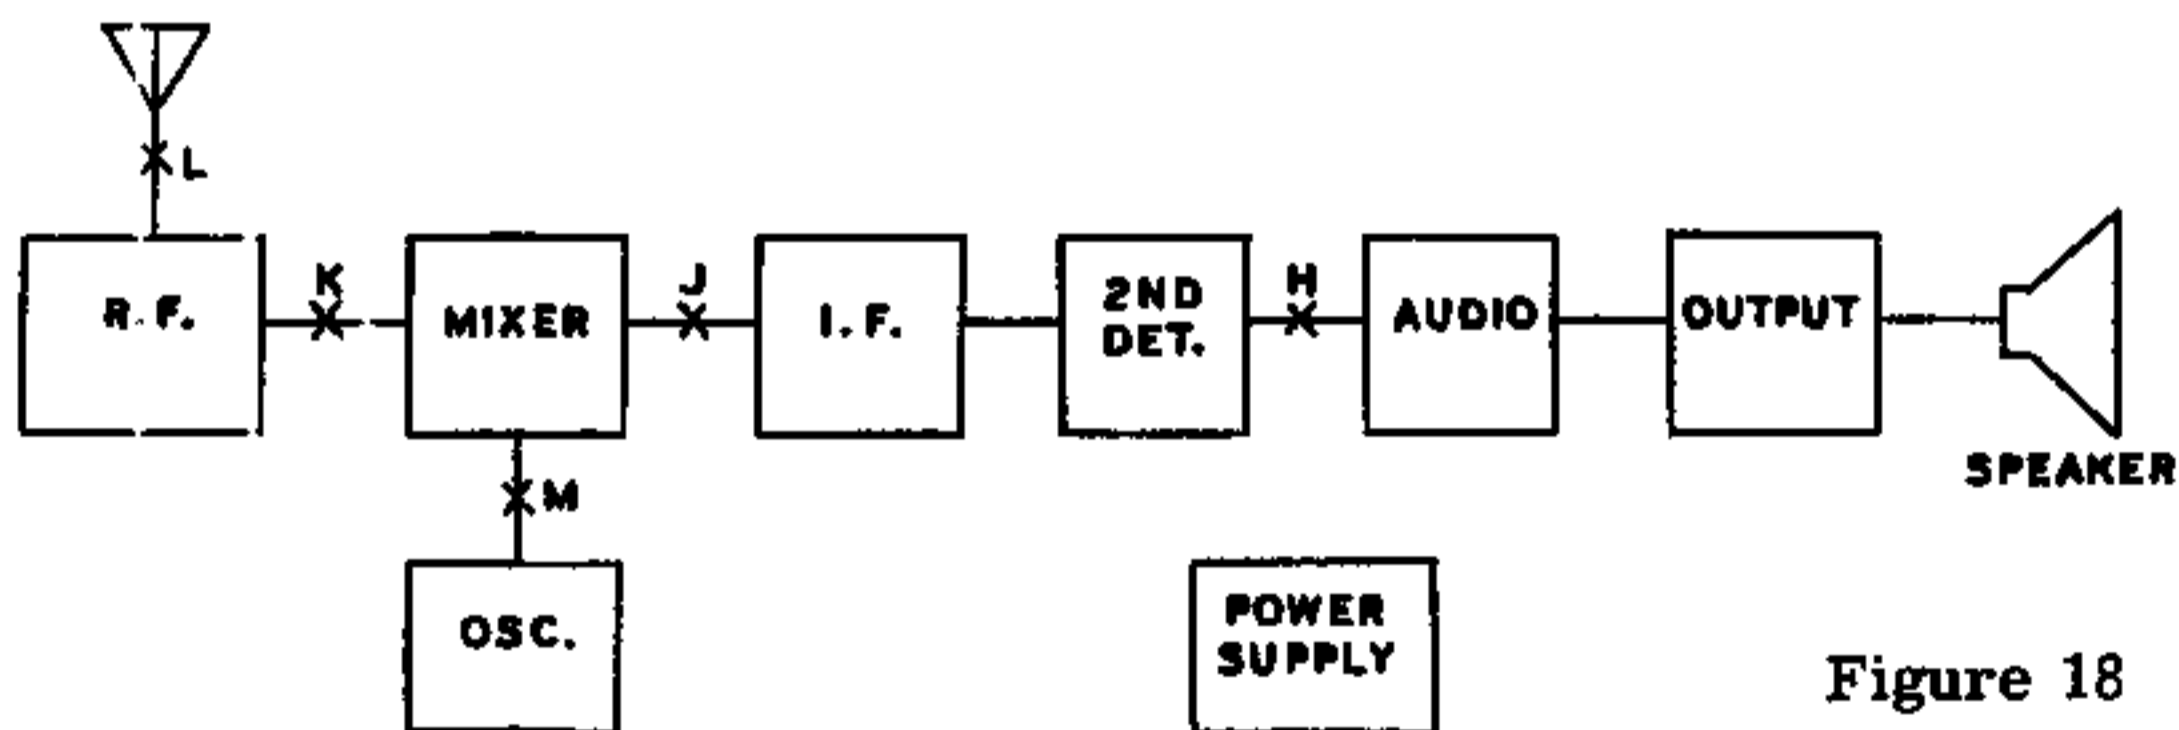 L
K
J
H
R.F.
MIXER
I.F.
2ND
DET.
AUDIO
OUTPUT
SPEAKER
M
OSC.
POWER
SUPPLY
Figure 18